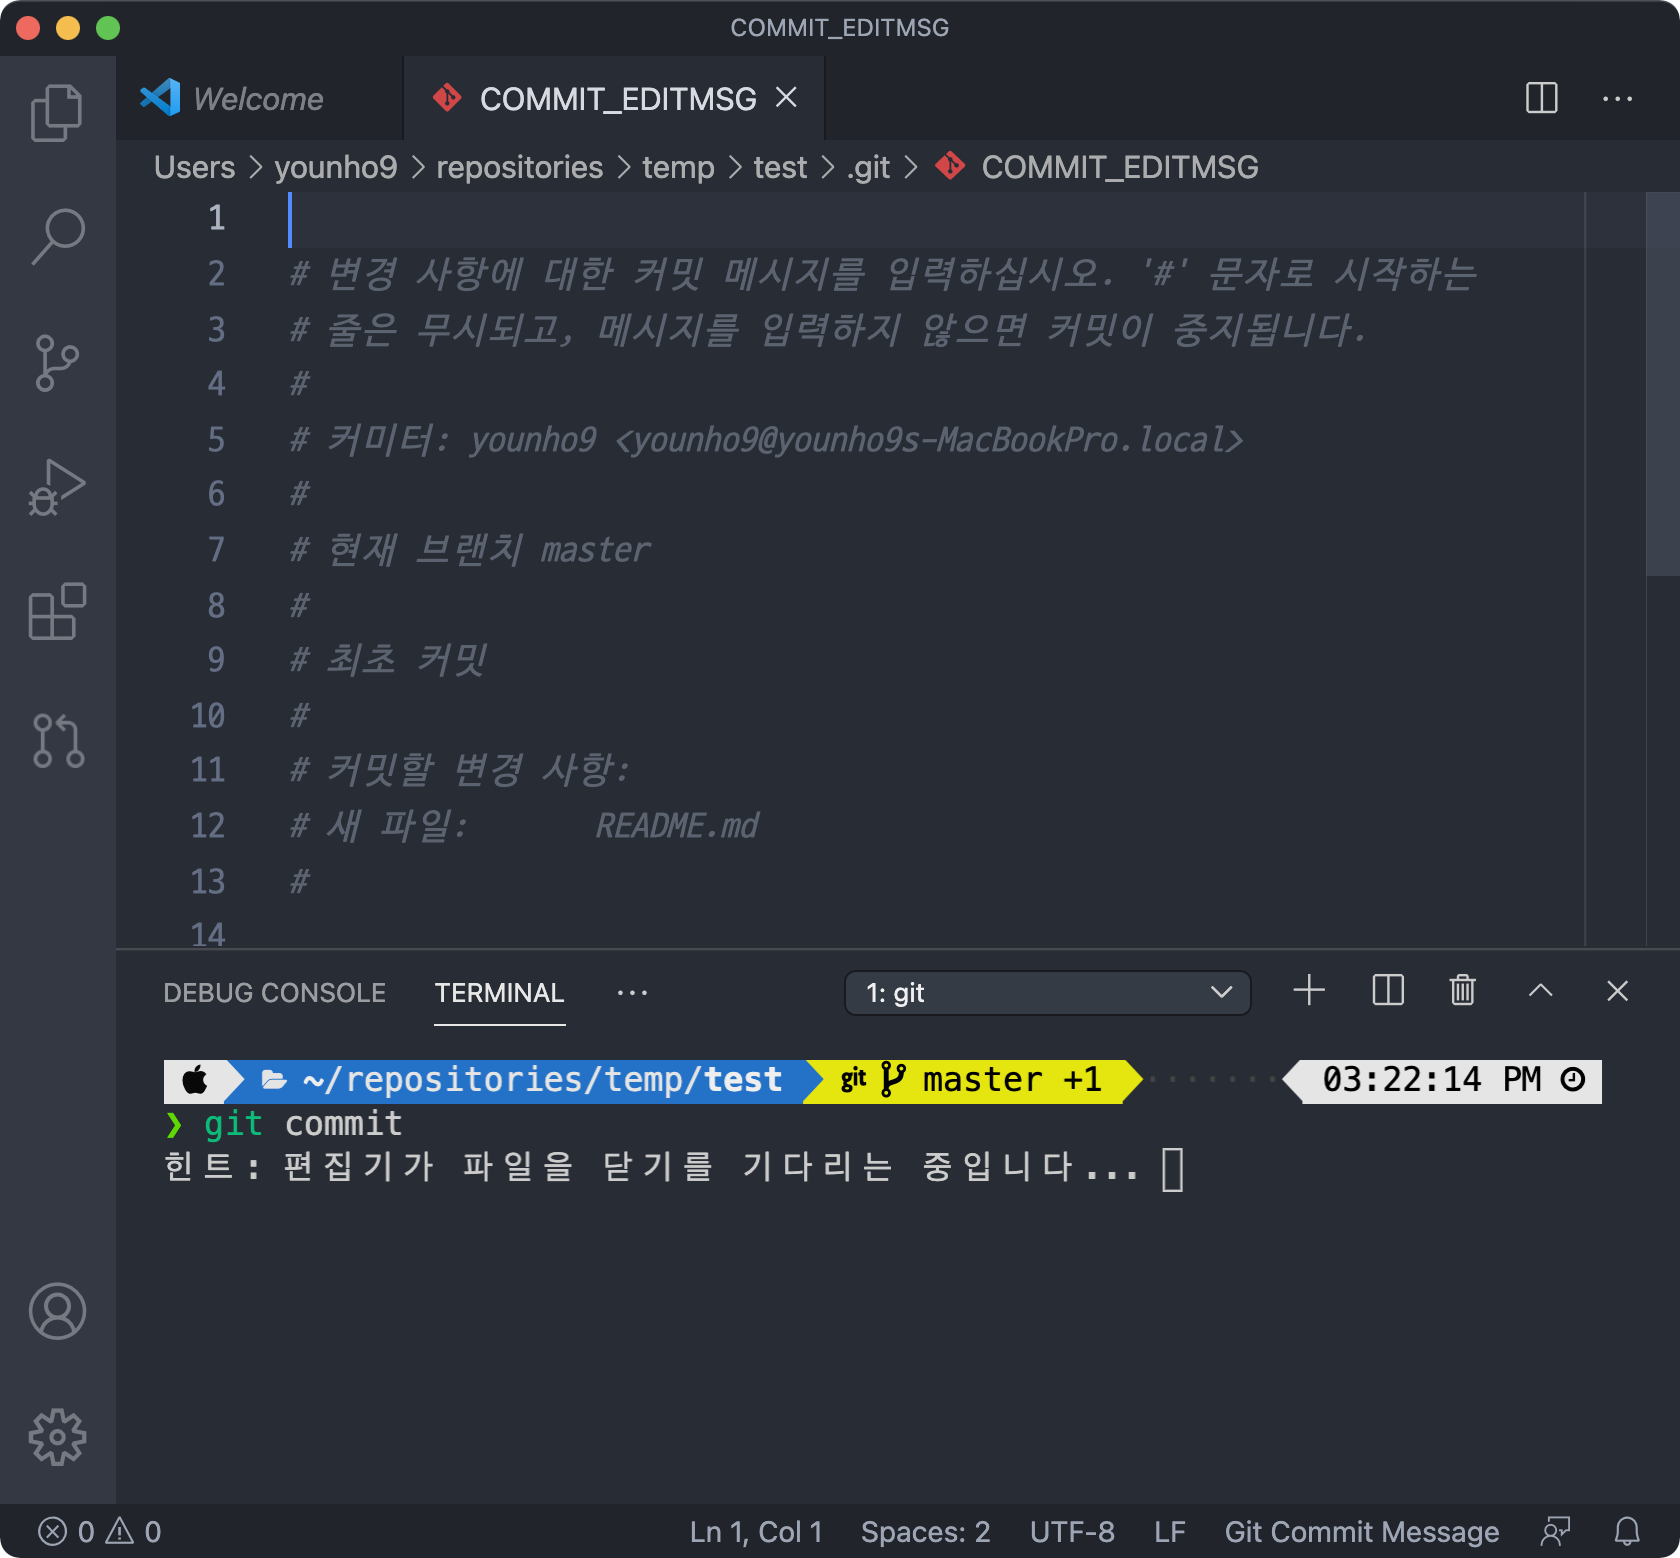 COMMIT_EDITMSG
Welcome
COMMIT_EDITMSG
Users > younho9 > repositories > temp > test > .git > COMMIT_EDITMSG
1
2 # 변경 사항에 대한 커밋 메시지를 입력하십시오. '#' 문자로 시작하는
3 # 줄은 무시되고, 메시지를 입력하지 않으면 커밋이 중지됩니다.
4 #
5 # 커미터: younho9 <younho9@younho9s-MacBookPro.local>
6 #
7 # 현재 브랜치 master
8 #
9 # 최초 커밋
10 #
11 # 커밋할 변경 사항:
12 # 새 파일: README.md
13 #
14
DEBUG CONSOLE TERMINAL ··· 1: git
~/repositories/temp/test git master +1 03:22:14 PM
❯ git commit
힌트: 편집기가 파일을 닫기를 기다리는 중입니다...
0 0 Ln 1, Col 1 Spaces: 2 UTF-8 LF Git Commit Message